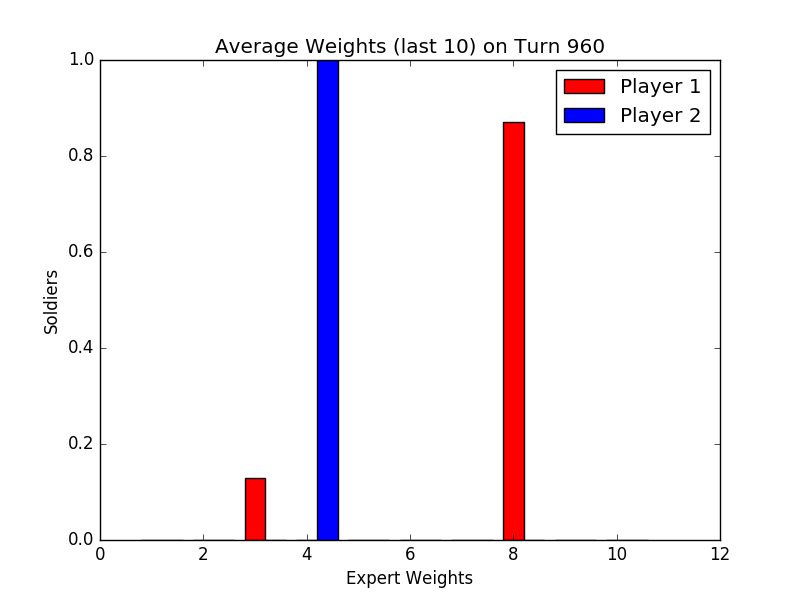 Average Weights (last 10) on Turn 960
1.0
0.8
0.6
0.4
0.2
0.0
Soldiers
Player 1
Player 2
0 2 4 6 8 10 12
Expert Weights